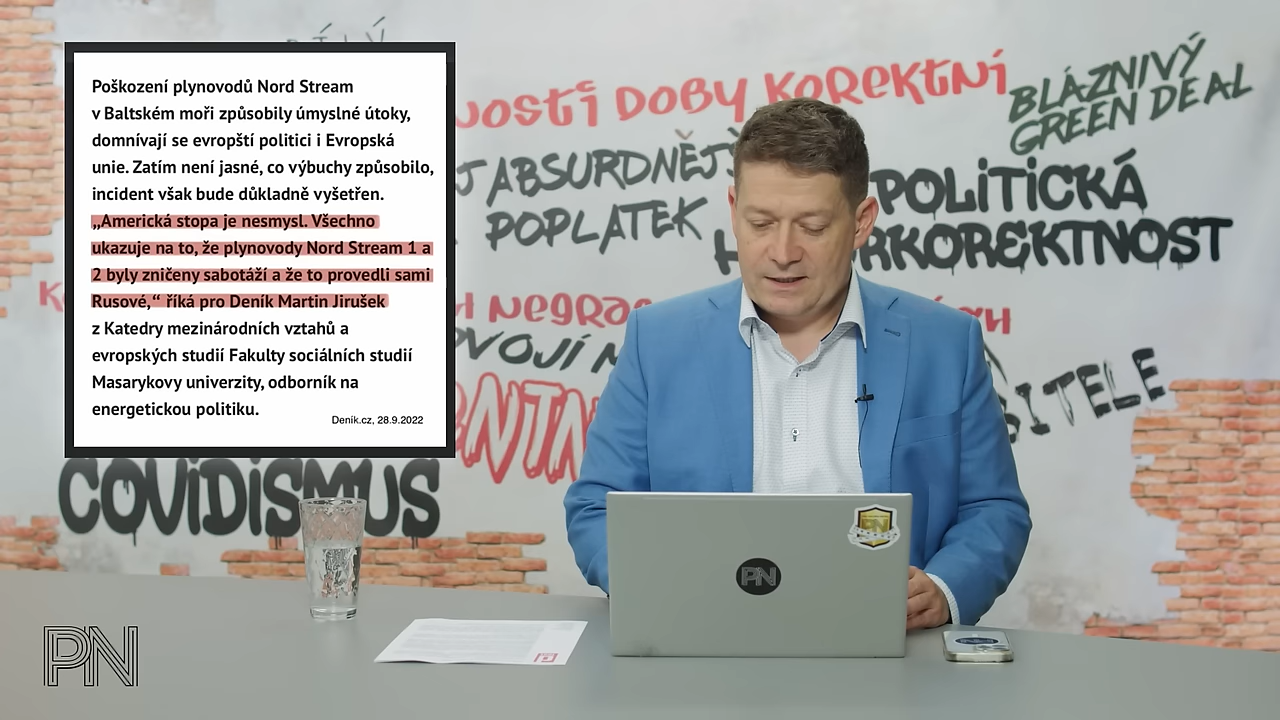 Poškození plynovodů Nord Stream
v Baltském moři způsobily úmyslné útoky,
domnívají se evropští politici i Evropská
unie. Zatím není jasné, co výbuchy způsobilo,
incident však bude důkladně vyšetřen.
„Americká stopa je nesmysl. Všechno
ukazuje na to, že plynovody Nord Stream 1 a
2 byly zničeny sabotáží a že to provedli sami
Rusové,“ říká pro Deník Martin Jirušek
z Katedry mezinárodních vztahů a
evropských studií Fakulty sociálních studií
Masarykovy univerzity, odborník na
energetickou politiku.
Deník.cz, 28.9.2022
DOBY KOREKTNÍ
BLÁZNIVÝ
GREEN DEAL
POPLATEK
POLITICKÁ
COVIDISMUS
PN
PN
PN